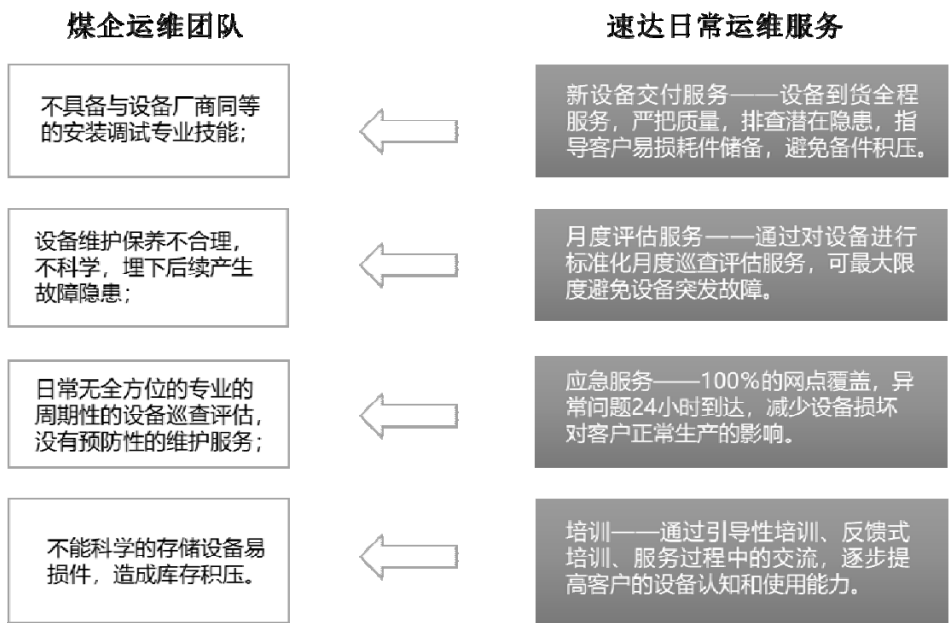 煤企运维团队
速达日常运维服务
不具备与设备厂商同等
的安装调试专业技能；
新设备交付服务——设备到货全程
服务，严把质量，排查潜在隐患，指
导客户易损耗件储备，避免备件积压。
设备维护保养不合理，
不科学，埋下后续产生
故障隐患；
月度评估服务——通过对设备进行
标准化月度巡查评估服务，可最大限
度避免设备突发故障。
日常无全方位的专业的
周期性的设备巡查评估，
没有预防性的维护服务；
应急服务——100%的网点覆盖，异
常问题24小时到达，减少设备损坏
对客户正常生产的影响。
不能科学的存储设备易
损件，造成库存积压。
培训——通过引导性培训、反馈式
培训、服务过程中的交流，逐步提
高客户的设备认知和使用能力。